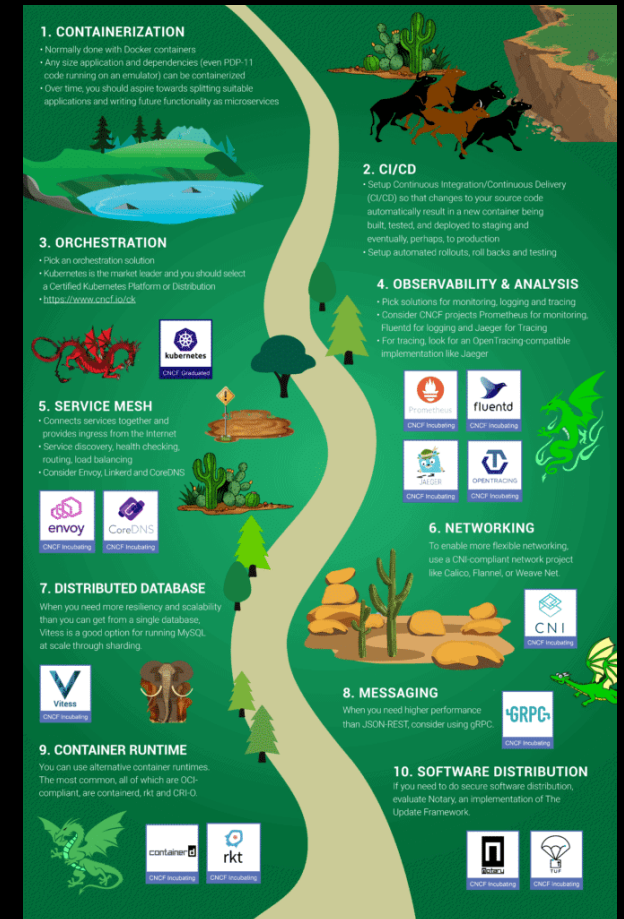 1. CONTAINERIZATION
• Normally done with Docker containers
• Any size application and dependencies (even PDP-11
code running on an emulator) can be containerized
• Over time, you should aspire towards splitting suitable
applications and writing future functionality as microservices
2. CI/CD
• Setup Continuous Integration/Continuous Delivery
(CI/CD) so that changes to your source code
automatically result in a new container being
built, tested, and deployed to staging and
eventually, perhaps, to production
• Setup automated rollouts, roll backs and testing
3. ORCHESTRATION
• Pick an orchestration solution
• Kubernetes is the market leader and you should select
a Certified Kubernetes Platform or Distribution
• https://www.cncf.io/ck
kubernetes
CNCF Graduated
4. OBSERVABILITY & ANALYSIS
• Pick solutions for monitoring, logging and tracing
• Consider CNCF projects Prometheus for monitoring,
Fluentd for logging and Jaeger for Tracing
• For tracing, look for an OpenTracing-compatible
implementation like Jaeger
Prometheus
CNCF Incubating
fluentd
CNCF Incubating
JAEGER
CNCF Incubating
OPENTRACING
CNCF Incubating
5. SERVICE MESH
• Connects services together and
provides ingress from the Internet
• Service discovery, health checking,
routing, load balancing
• Consider Envoy, Linkerd and CoreDNS
envoy
CNCF Incubating
CoreDNS
CNCF Incubating
6. NETWORKING
To enable more flexible networking,
use a CNI-compliant network project
like Calico, Flannel, or Weave Net.
CNI
CNCF Incubating
7. DISTRIBUTED DATABASE
When you need more resiliency and scalability
than you can get from a single database,
Vitess is a good option for running MySQL
at scale through sharding.
Vitess
CNCF Incubating
8. MESSAGING
When you need higher performance
than JSON-REST, consider using gRPC.
GRPC
CNCF Incubating
9. CONTAINER RUNTIME
You can use alternative container runtimes.
The most common, all of which are OCI-
compliant, are containerd, rkt and CRI-O.
containerd
CNCF Incubating
rkt
CNCF Incubating
10. SOFTWARE DISTRIBUTION
If you need to do secure software distribution,
evaluate Notary, an implementation of The
Update Framework.
Notary
CNCF Incubating
TUF
CNCF Incubating